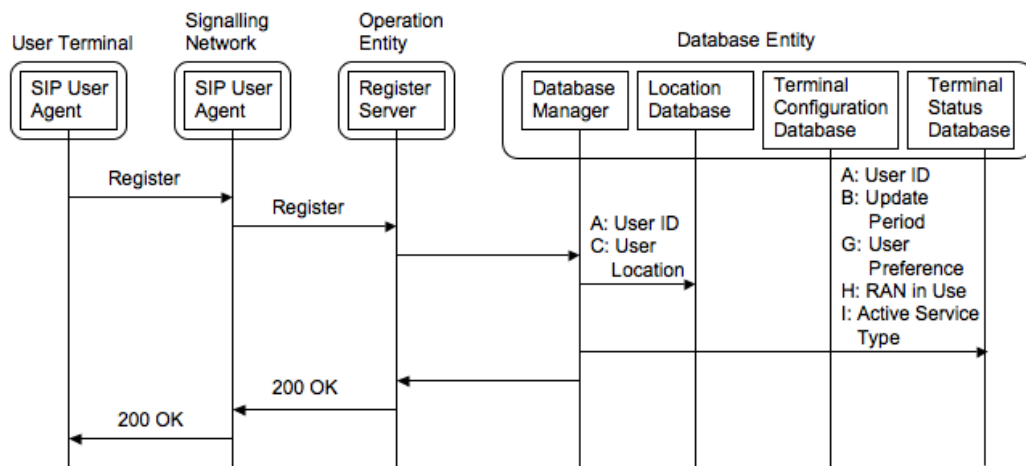 User Terminal
Signalling
Network
Operation
Entity
Database Entity
SIP User
Agent
SIP User
Agent
Register
Server
Database
Manager
Location
Database
Terminal
Configuration
Database
Terminal
Status
Database
Register
Register
A: User ID
C: User
Location
A: User ID
B: Update
Period
G: User
Preference
H: RAN in Use
I: Active Service
Type
200 OK
200 OK